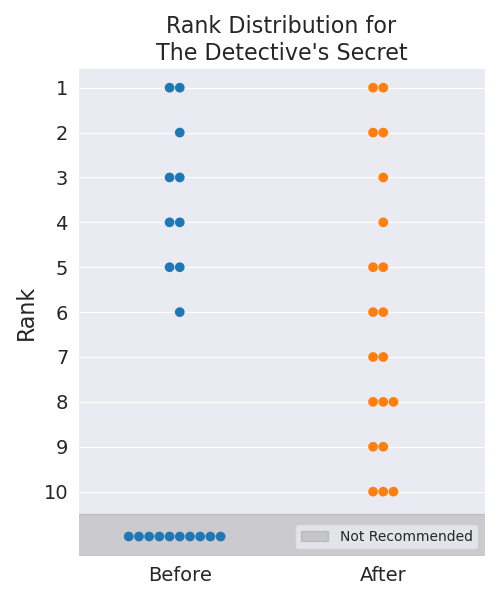 Rank Distribution for
The Detective's Secret
1
2
3
4
5
6
7
8
9
10
Rank
Not Recommended
Before
After